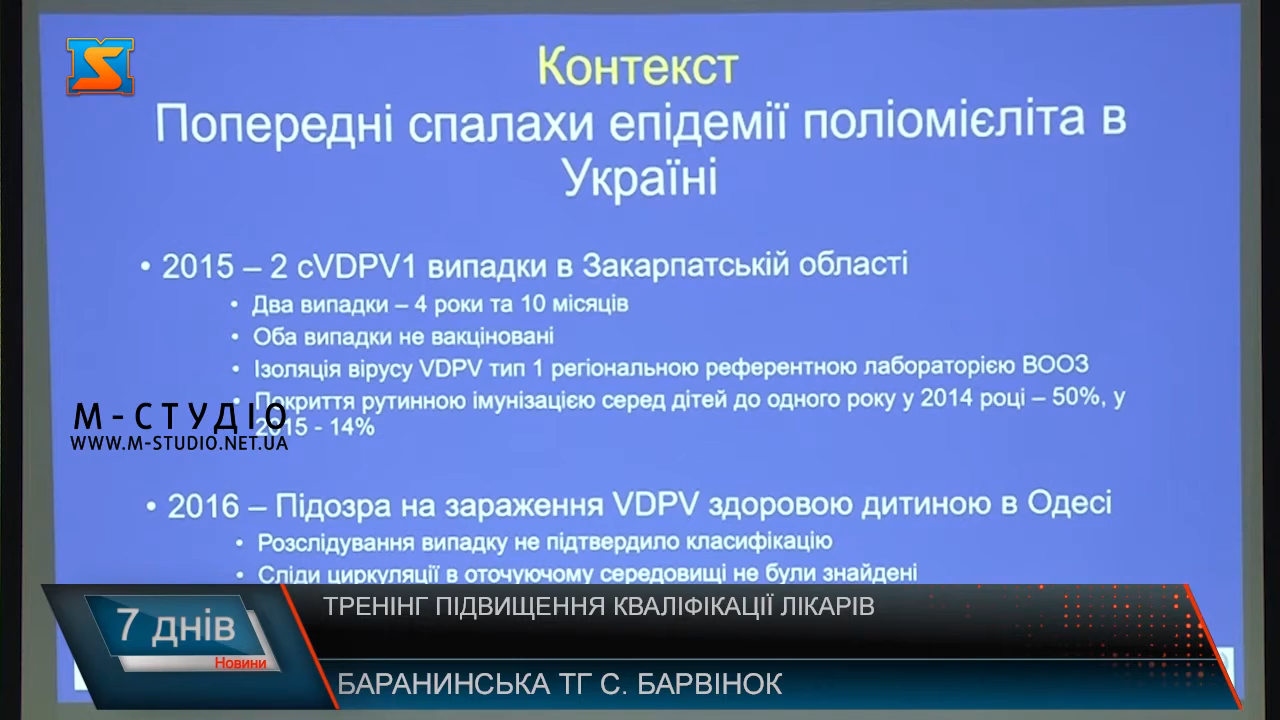 Контекст
Попередні спалахи епідемії поліомієліта в
Україні
• 2015 – 2 cVDPV1 випадки в Закарпатській області
• Два випадки – 4 роки та 10 місяців
• Оба випадки не вакціновані
• Ізоляція вірусу VDPV тип 1 регіональною референтною лабораторією ВООЗ
• Покриття рутинною імунізацією серед дітей до одного року у 2014 році – 50%, у
2015 - 14%
М-СТУДІО
WWW.M-STUDIO.NET.UA
• 2016 – Підозра на зараження VDPV здоровою дитиною в Одесі
• Розслідування випадку не підтвердило класифікацію
• Сліди циркуляції в оточуючому середовищі не були знайдені
7 днів
Новини
ТРЕНІНГ ПІДВИЩЕННЯ КВАЛІФІКАЦІЇ ЛІКАРІВ
БАРАНИНСЬКА ТГ С. БАРВІНОК